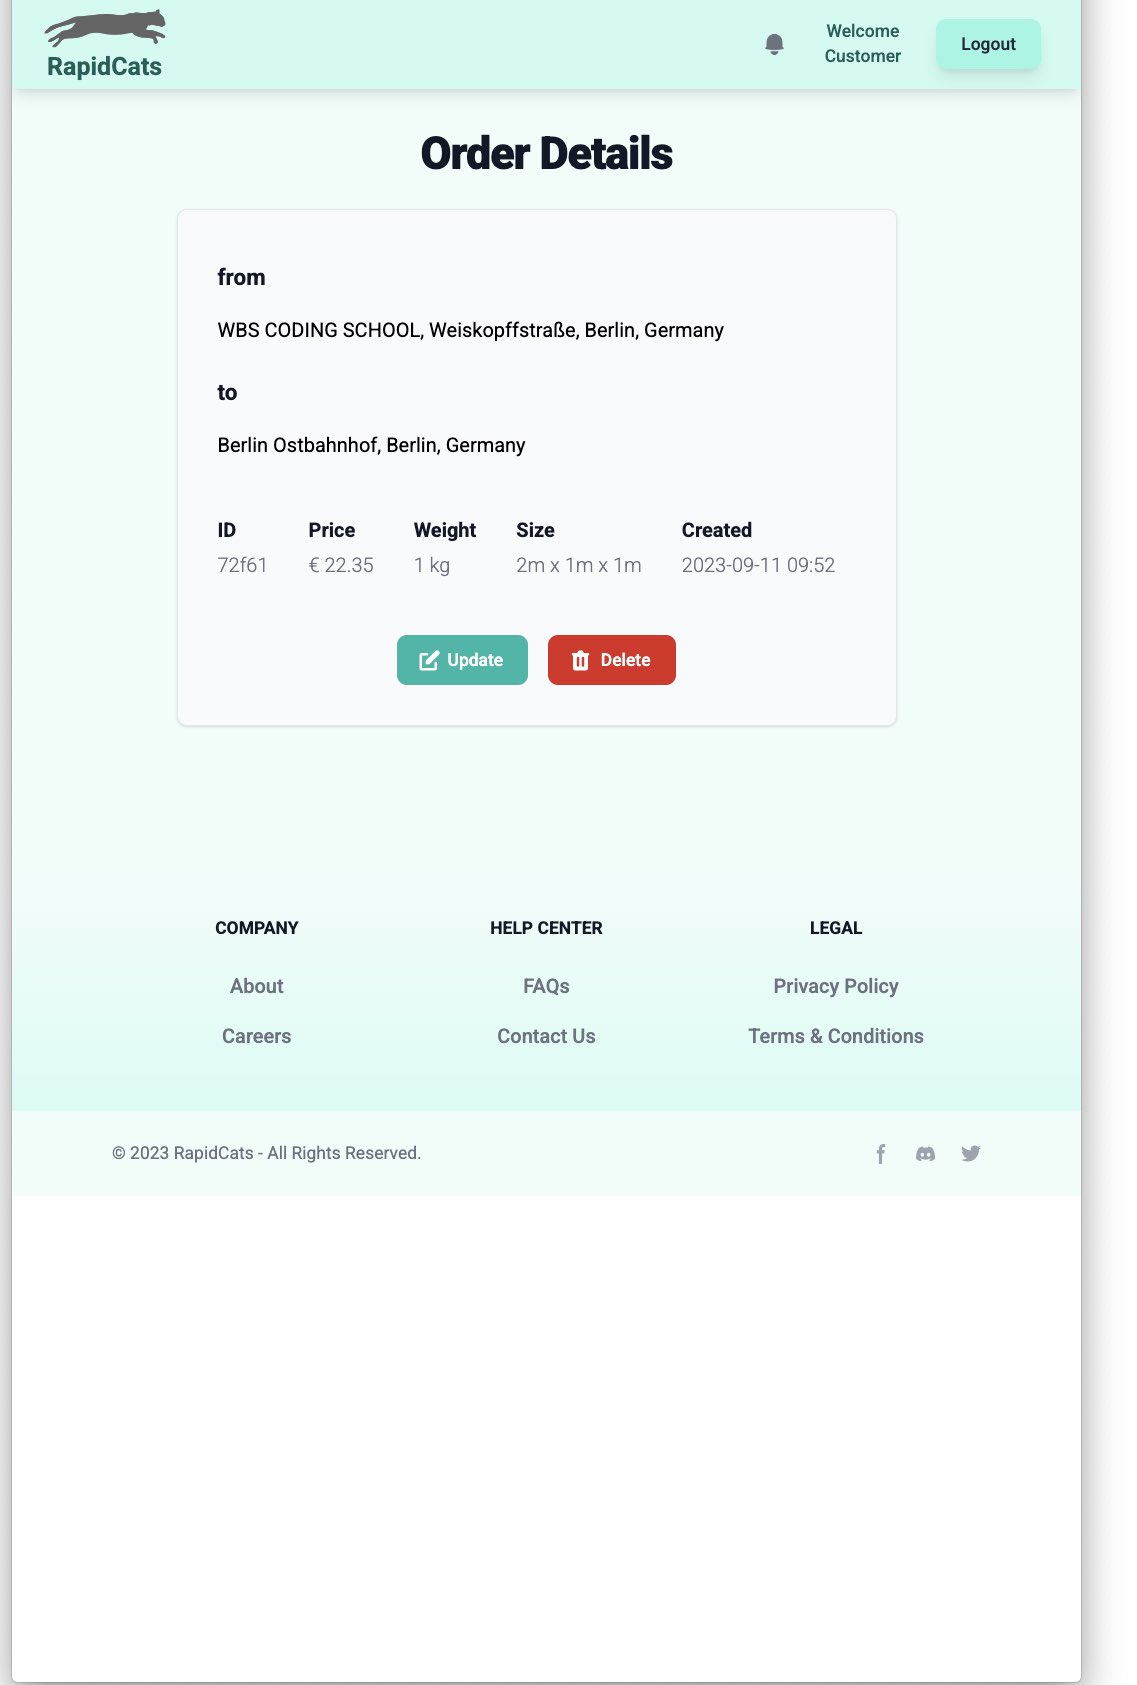 RapidCats
Welcome
Customer
Logout
Order Details
from
WBS CODING SCHOOL, Weiskopffstraße, Berlin, Germany
to
Berlin Ostbahnhof, Berlin, Germany
ID Price Weight Size Created
72f61 € 22.35 1 kg 2m x 1m x 1m 2023-09-11 09:52
Update Delete
COMPANY HELP CENTER LEGAL
About FAQs Privacy Policy
Careers Contact Us Terms & Conditions
© 2023 RapidCats - All Rights Reserved.